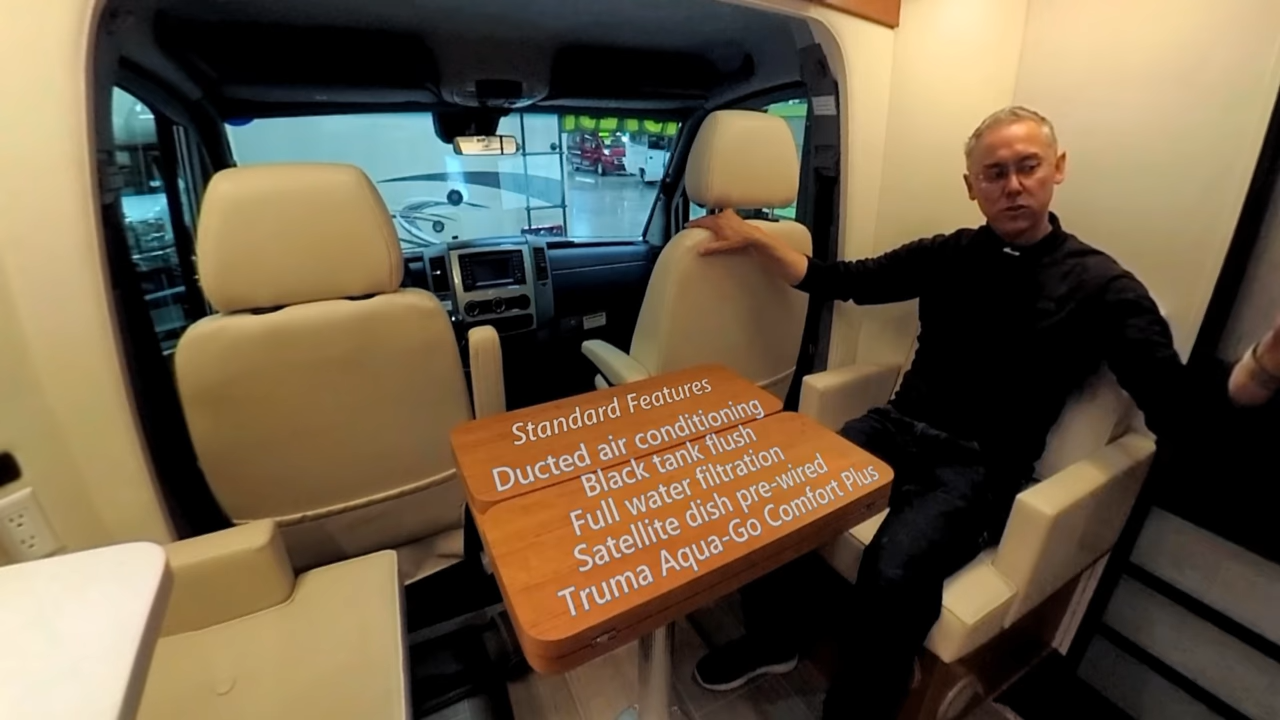 Standard Features
Ducted air conditioning
Black tank flush
Full water filtration
Satellite dish pre-wired
Truma Aqua-Go Comfort Plus